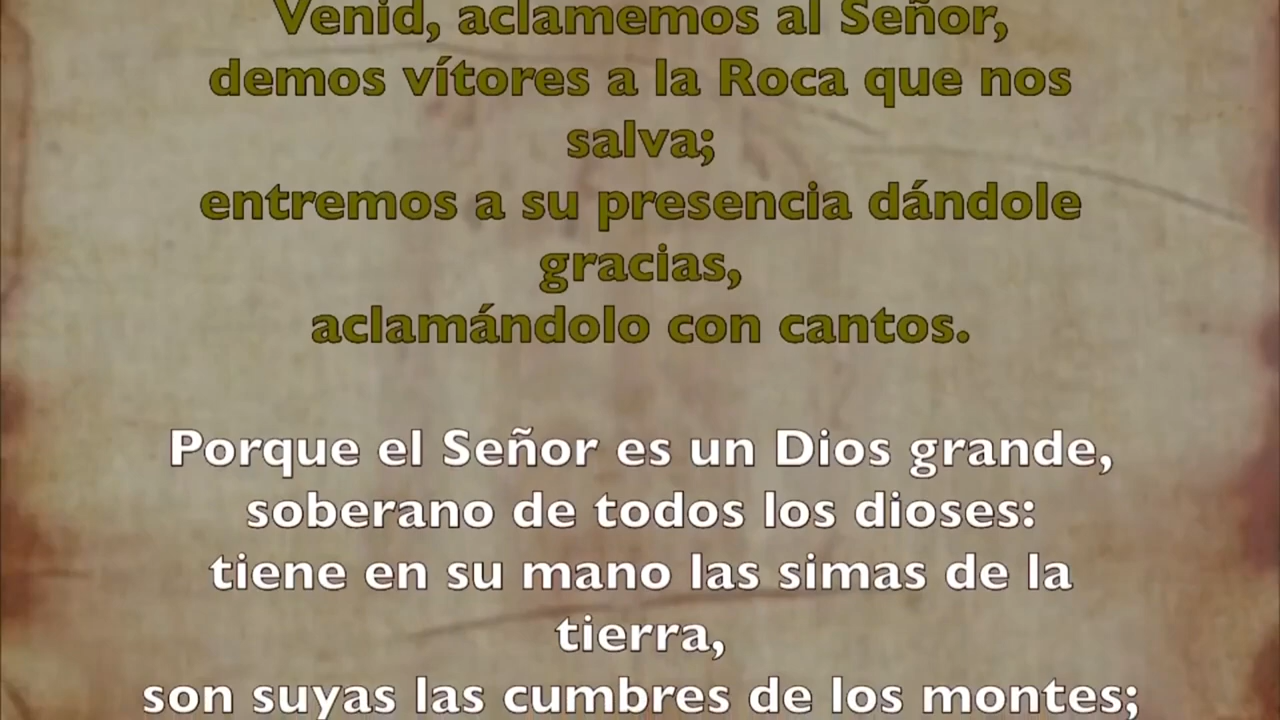 Venid, aclamemos al Señor,
demos vítores a la Roca que nos
salva;
entremos a su presencia dándole
gracias,
aclamándolo con cantos.
Porque el Señor es un Dios grande,
soberano de todos los dioses:
tiene en su mano las simas de la
tierra,
son suyas las cumbres de los montes;